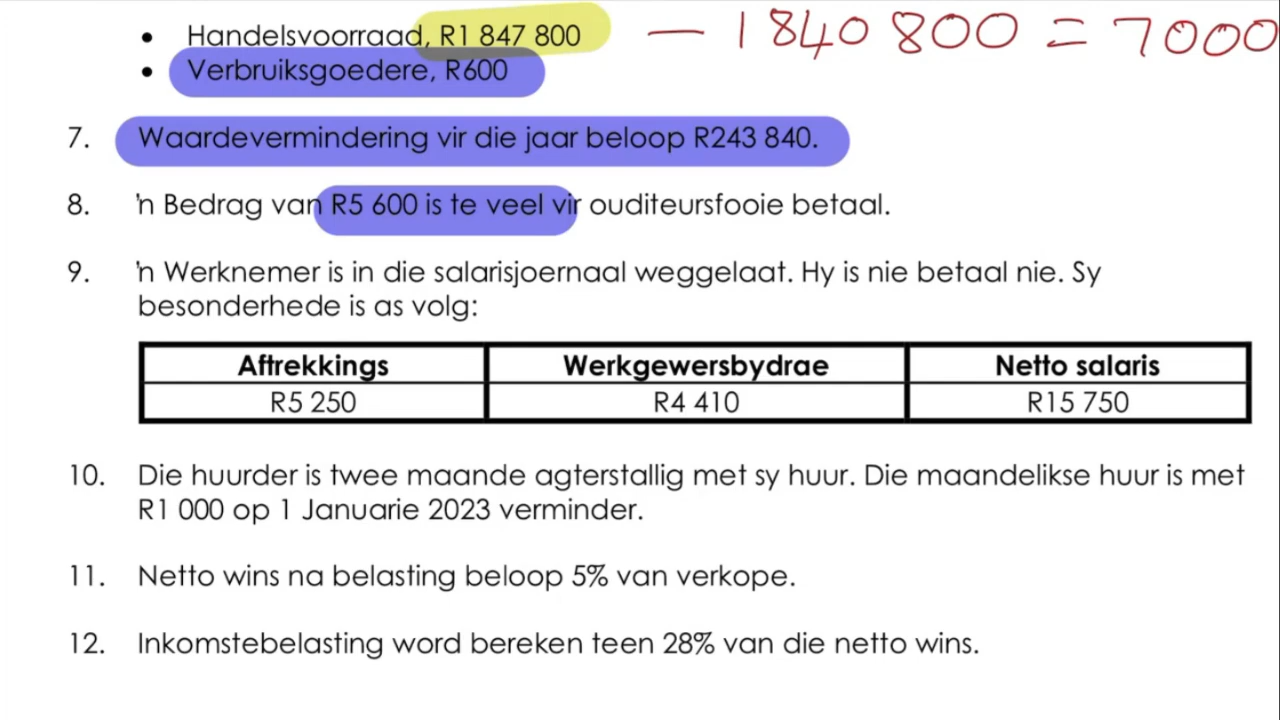 • Handelsvoorraad, R1 847 800 — 1840 800 = 7000
• Verbruiksgoedere, R600
7. Waardevermindering vir die jaar beloop R243 840.
8. 'n Bedrag van R5 600 is te veel vir ouditeursfooie betaal.
9. 'n Werknemer is in die salarisjoernaal weggelaat. Hy is nie betaal nie. Sy
besonderhede is as volg:
Aftrekkings Werkgewersbydrae Netto salaris
R5 250 R4 410 R15 750
10. Die huurder is twee maande agterstallig met sy huur. Die maandelikse huur is met
R1 000 op 1 Januarie 2023 verminder.
11. Netto wins na belasting beloop 5% van verkope.
12. Inkomstebelasting word bereken teen 28% van die netto wins.